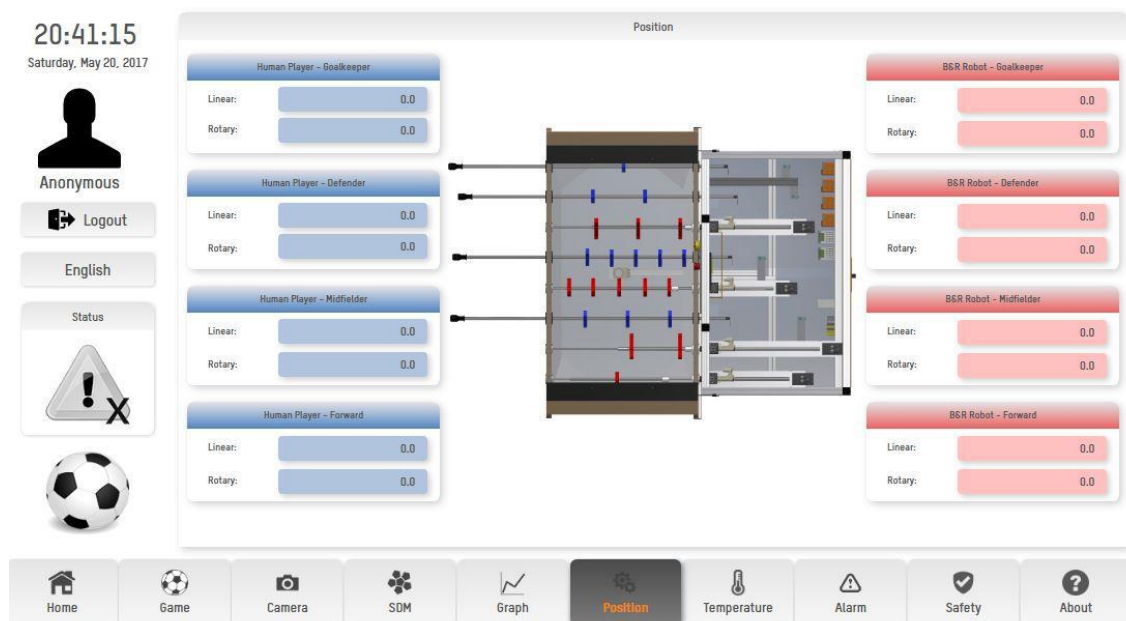 20:41:15
Saturday, May 20, 2017
Anonymous
Logout
English
Status
X
Position
Human Player - Goalkeeper
Linear: 0.0
Rotary: 0.0
Human Player - Defender
Linear: 0.0
Rotary: 0.0
Human Player - Midfielder
Linear: 0.0
Rotary: 0.0
Human Player - Forward
Linear: 0.0
Rotary: 0.0
B&R Robot - Goalkeeper
Linear: 0.0
Rotary: 0.0
B&R Robot - Defender
Linear: 0.0
Rotary: 0.0
B&R Robot - Midfielder
Linear: 0.0
Rotary: 0.0
B&R Robot - Forward
Linear: 0.0
Rotary: 0.0
Home
Game
Camera
SDM
Graph
Position
Temperature
Alarm
Safety
About